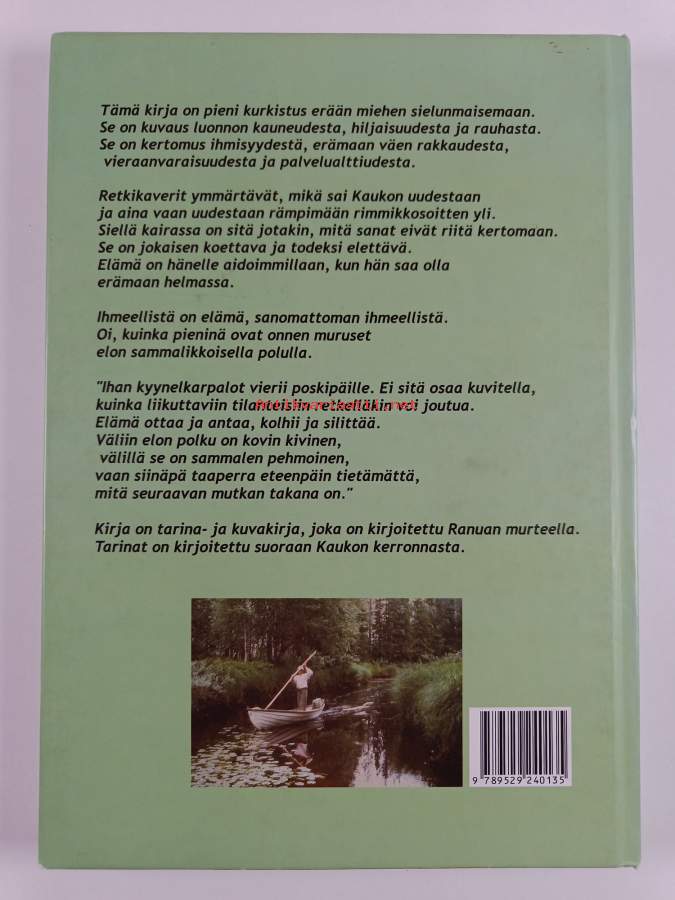 Tämä kirja on pieni kurkistus erään miehen sielunmaisemaan.
Se on kuvaus luonnon kauneudesta, hiljaisuudesta ja rauhasta.
Se on kertomus ihmisyydestä, erämaan väen rakkaudesta,
vieraanvaraisuudesta ja palvelualttiudesta.
Retkikaverit ymmärtävät, mikä sai Kaukon uudestaan
ja aina vaan uudestaan rämpimään rimmikkosoitten yli.
Siellä kairassa on sitä jotakin, mitä sanat eivät riitä kertomaan.
Se on jokaisen koettava ja todeksi elettävä.
Elämä on hänelle aidoimmillaan, kun hän saa olla
erämaan helmassa.
Ihmeellistä on elämä, sanomattoman ihmeellistä.
Oi, kuinka pieninä ovat onnen muruset
elon sammalikkoisella polulla.
"Ihan kyynelkarpalot vierii poskipäille. Ei sitä osaa kuvitella,
kuinka liikuttaviin tilanteisiin retkelläkin voi joutua.
Antikvariaatti.net
Elämä ottaa ja antaa, kolhii ja silittää.
Väliin elon polku on kovin kivinen,
välillä se on sammalen pehmoinen,
vaan siinäpä taaperra eteenpäin tietämättä,
mitä seuraavan mutkan takana on."
Kirja on tarina- ja kuvakirja, joka on kirjoitettu Ranuan murteella.
Tarinat on kirjoitettu suoraan Kaukon kerronnasta.
9 789529 240135